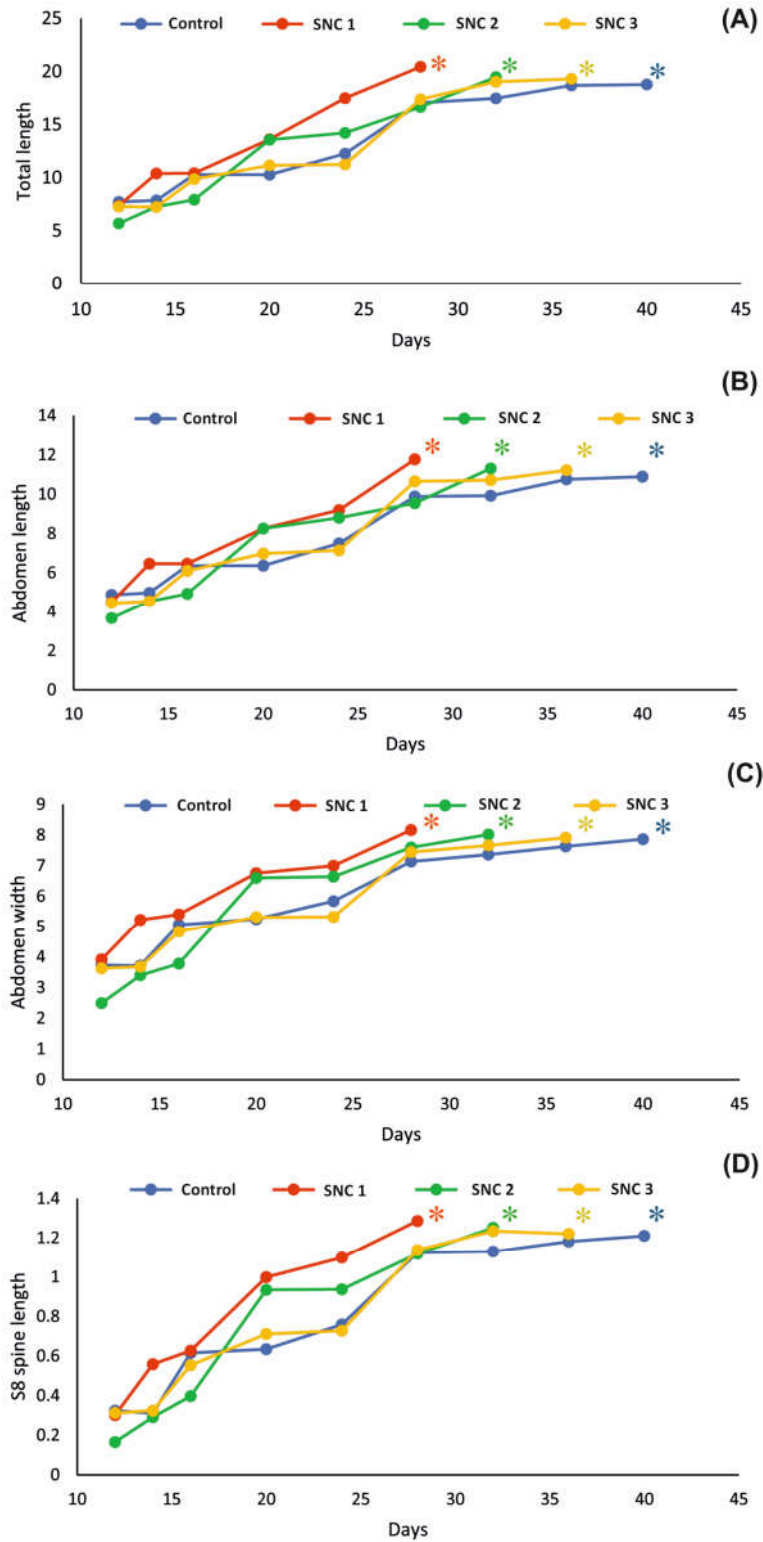 (A)
Control SNC 1 SNC 2 SNC 3
25
20
15
10
5
0
Total length
* * * *
10 15 20 25 30 35 40 45
Days
(B)
Control SNC 1 SNC 2 SNC 3
14
12
10
8
6
4
2
0
Abdomen length
* * * *
10 15 20 25 30 35 40 45
Days
(C)
Control SNC 1 SNC 2 SNC 3
9
8
7
6
5
4
3
2
1
0
Abdomen width
* * * *
10 15 20 25 30 35 40 45
Days
(D)
Control SNC 1 SNC 2 SNC 3
1.4
1.2
1
0.8
0.6
0.4
0.2
0
S8 spine length
* * * *
10 15 20 25 30 35 40 45
Days